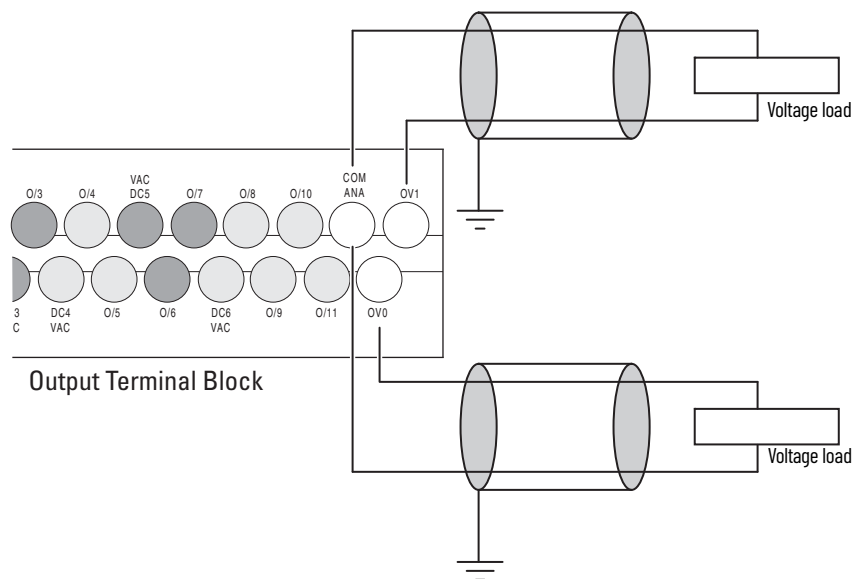 Voltage load
COM
ANA
VAC
DC5
O/3
O/4
O/7
O/8
O/10
OV1
3
C
DC4
VAC
O/5
O/6
DC6
VAC
O/9
O/11
OV0
Output Terminal Block
Voltage load